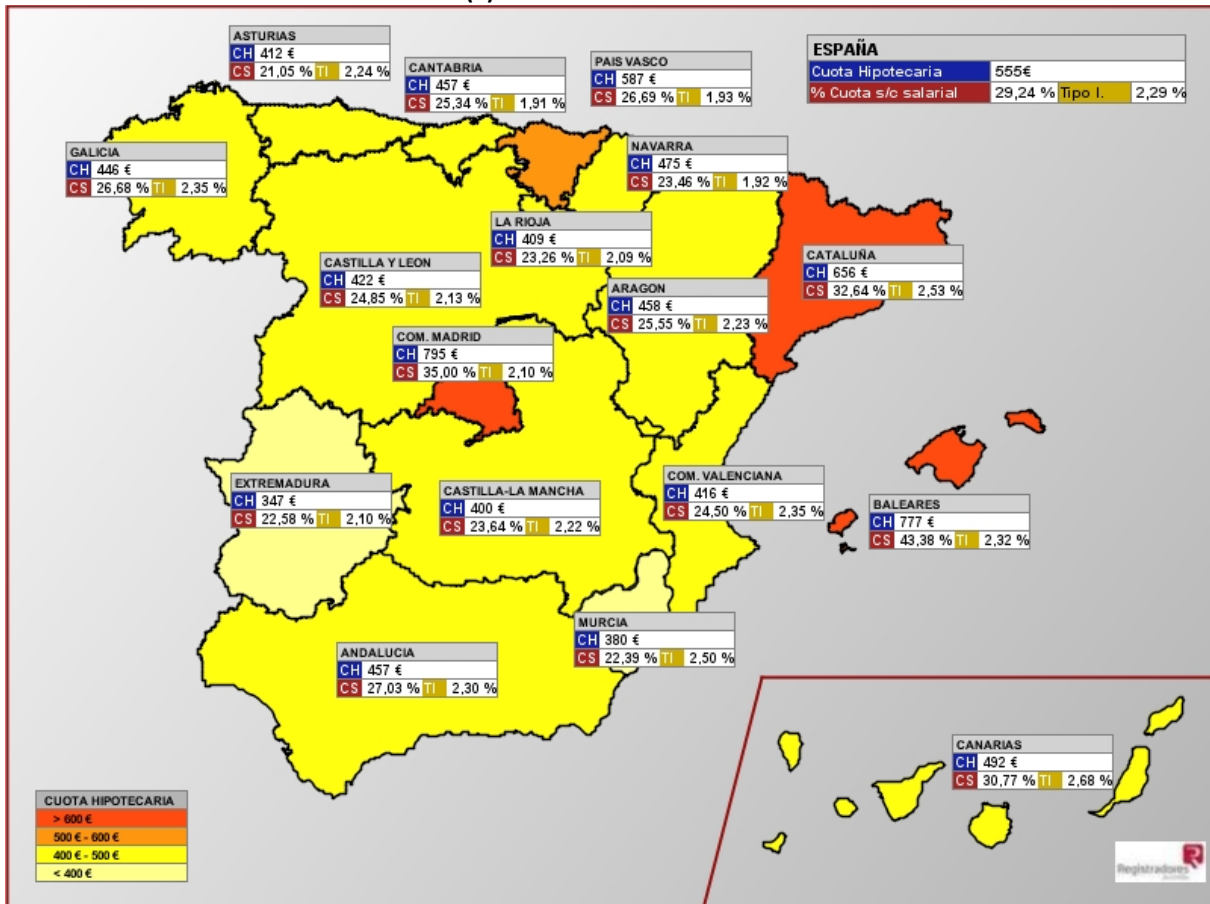 ASTURIAS
CH 412 €
CS 21,05 % TI 2,24 %
CANTABRIA
CH 457 €
CS 25,34 % TI 1,91 %
PAIS VASCO
CH 587 €
CS 26,69 % TI 1,93 %
ESPAÑA
Cuota Hipotecaria 555€
% Cuota s/c salarial 29,24 % Tipo I. 2,29 %
GALICIA
CH 446 €
CS 26,68 % TI 2,35 %
NAVARRA
CH 475 €
CS 23,46 % TI 1,92 %
LA RIOJA
CH 409 €
CS 23,26 % TI 2,09 %
CASTILLA Y LEON
CH 422 €
CS 24,85 % TI 2,13 %
CATALUÑA
CH 656 €
CS 32,64 % TI 2,53 %
ARAGON
CH 458 €
CS 25,55 % TI 2,23 %
COM. MADRID
CH 795 €
CS 35,00 % TI 2,10 %
EXTREMADURA
CH 347 €
CS 22,58 % TI 2,10 %
CASTILLA-LA MANCHA
CH 400 €
CS 23,64 % TI 2,22 %
COM. VALENCIANA
CH 416 €
CS 24,50 % TI 2,35 %
BALEARES
CH 777 €
CS 43,38 % TI 2,32 %
MURCIA
CH 380 €
CS 22,39 % TI 2,50 %
ANDALUCIA
CH 457 €
CS 27,03 % TI 2,30 %
CANARIAS
CH 492 €
CS 30,77 % TI 2,68 %
CUOTA HIPOTECARIA
> 600 €
500 € - 600 €
400 € - 500 €
< 400 €
Registradores